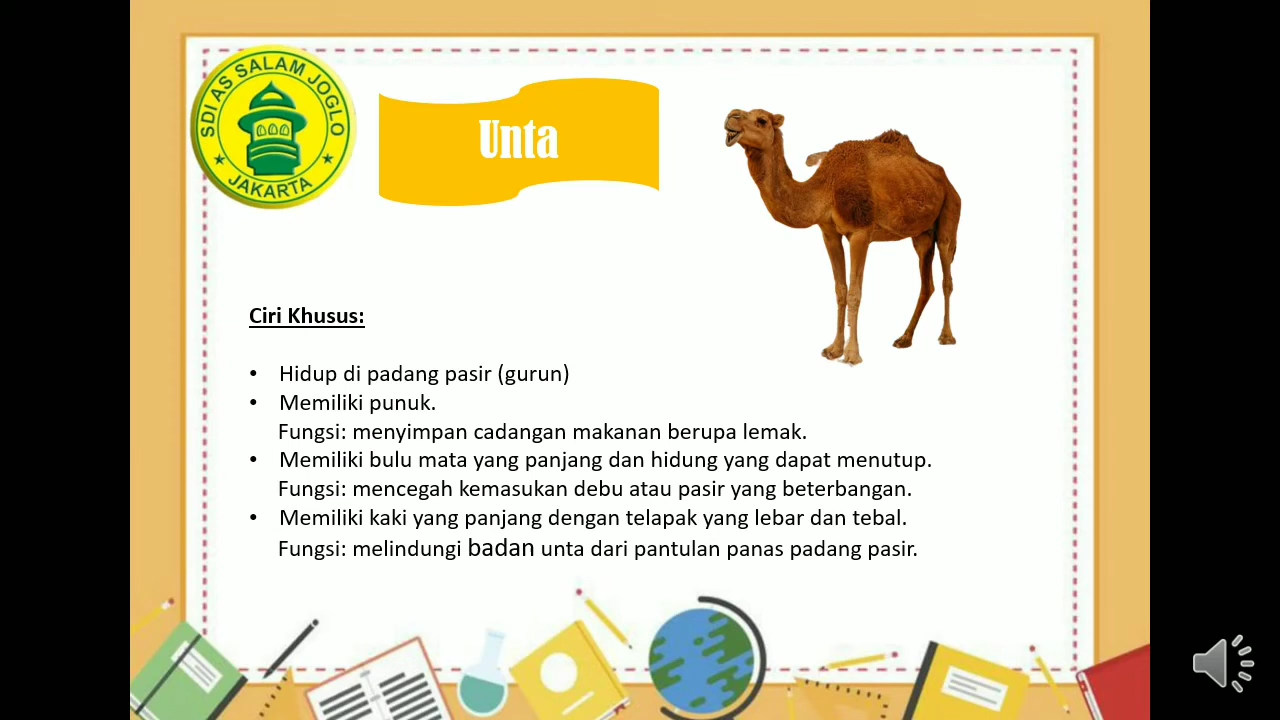 SDI AS SALAM JOGLO
JAKARTA
Unta
Ciri Khusus:
• Hidup di padang pasir (gurun)
• Memiliki punuk.
Fungsi: menyimpan cadangan makanan berupa lemak.
• Memiliki bulu mata yang panjang dan hidung yang dapat menutup.
Fungsi: mencegah kemasukan debu atau pasir yang beterbangan.
• Memiliki kaki yang panjang dengan telapak yang lebar dan tebal.
Fungsi: melindungi badan unta dari pantulan panas padang pasir.